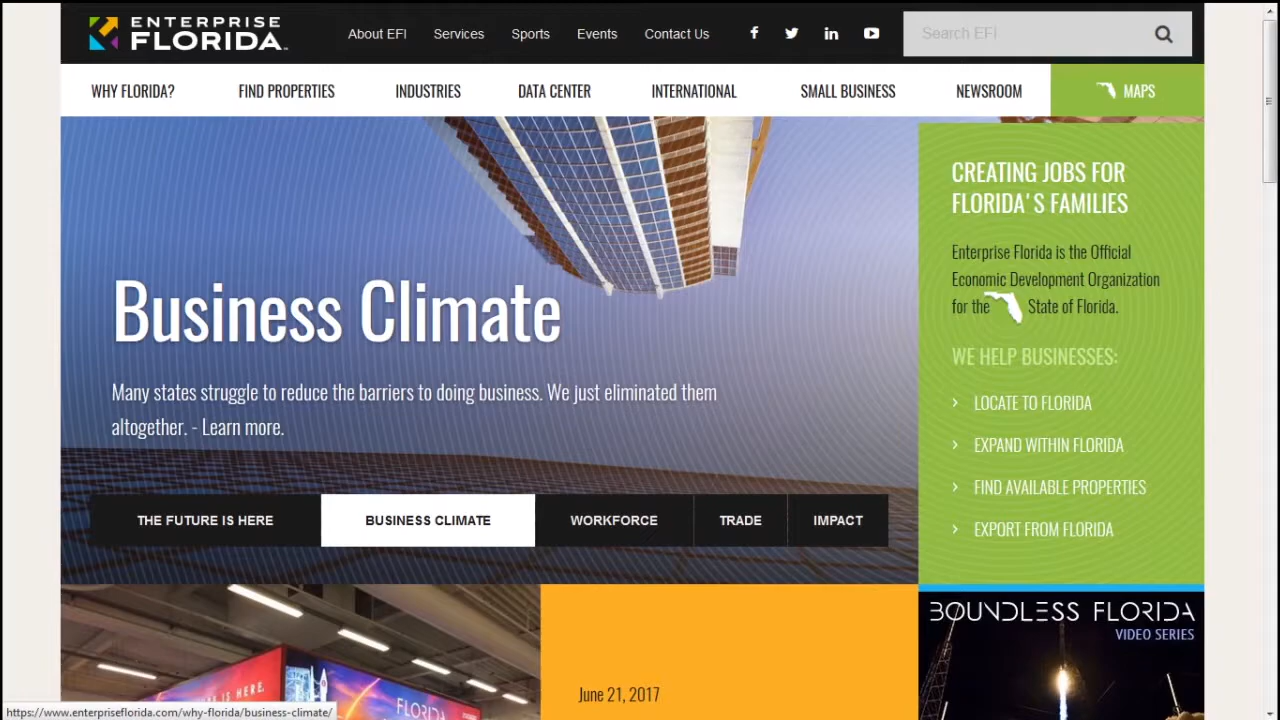 ENTERPRISE
FLORIDA
About EFI Services Sports Events Contact Us
Search EFI
WHY FLORIDA? FIND PROPERTIES INDUSTRIES DATA CENTER INTERNATIONAL SMALL BUSINESS NEWSROOM MAPS
Business Climate
Many states struggle to reduce the barriers to doing business. We just eliminated them
altogether. - Learn more.
THE FUTURE IS HERE BUSINESS CLIMATE WORKFORCE TRADE IMPACT
CREATING JOBS FOR
FLORIDA'S FAMILIES
Enterprise Florida is the Official
Economic Development Organization
for the State of Florida.
WE HELP BUSINESSES:
LOCATE TO FLORIDA
EXPAND WITHIN FLORIDA
FIND AVAILABLE PROPERTIES
EXPORT FROM FLORIDA
IS HERE.
FLORIDA
June 21, 2017
BOUNDLESS FLORIDA
VIDEO SERIES
https://www.enterpriseflorida.com/why-florida/business-climate/